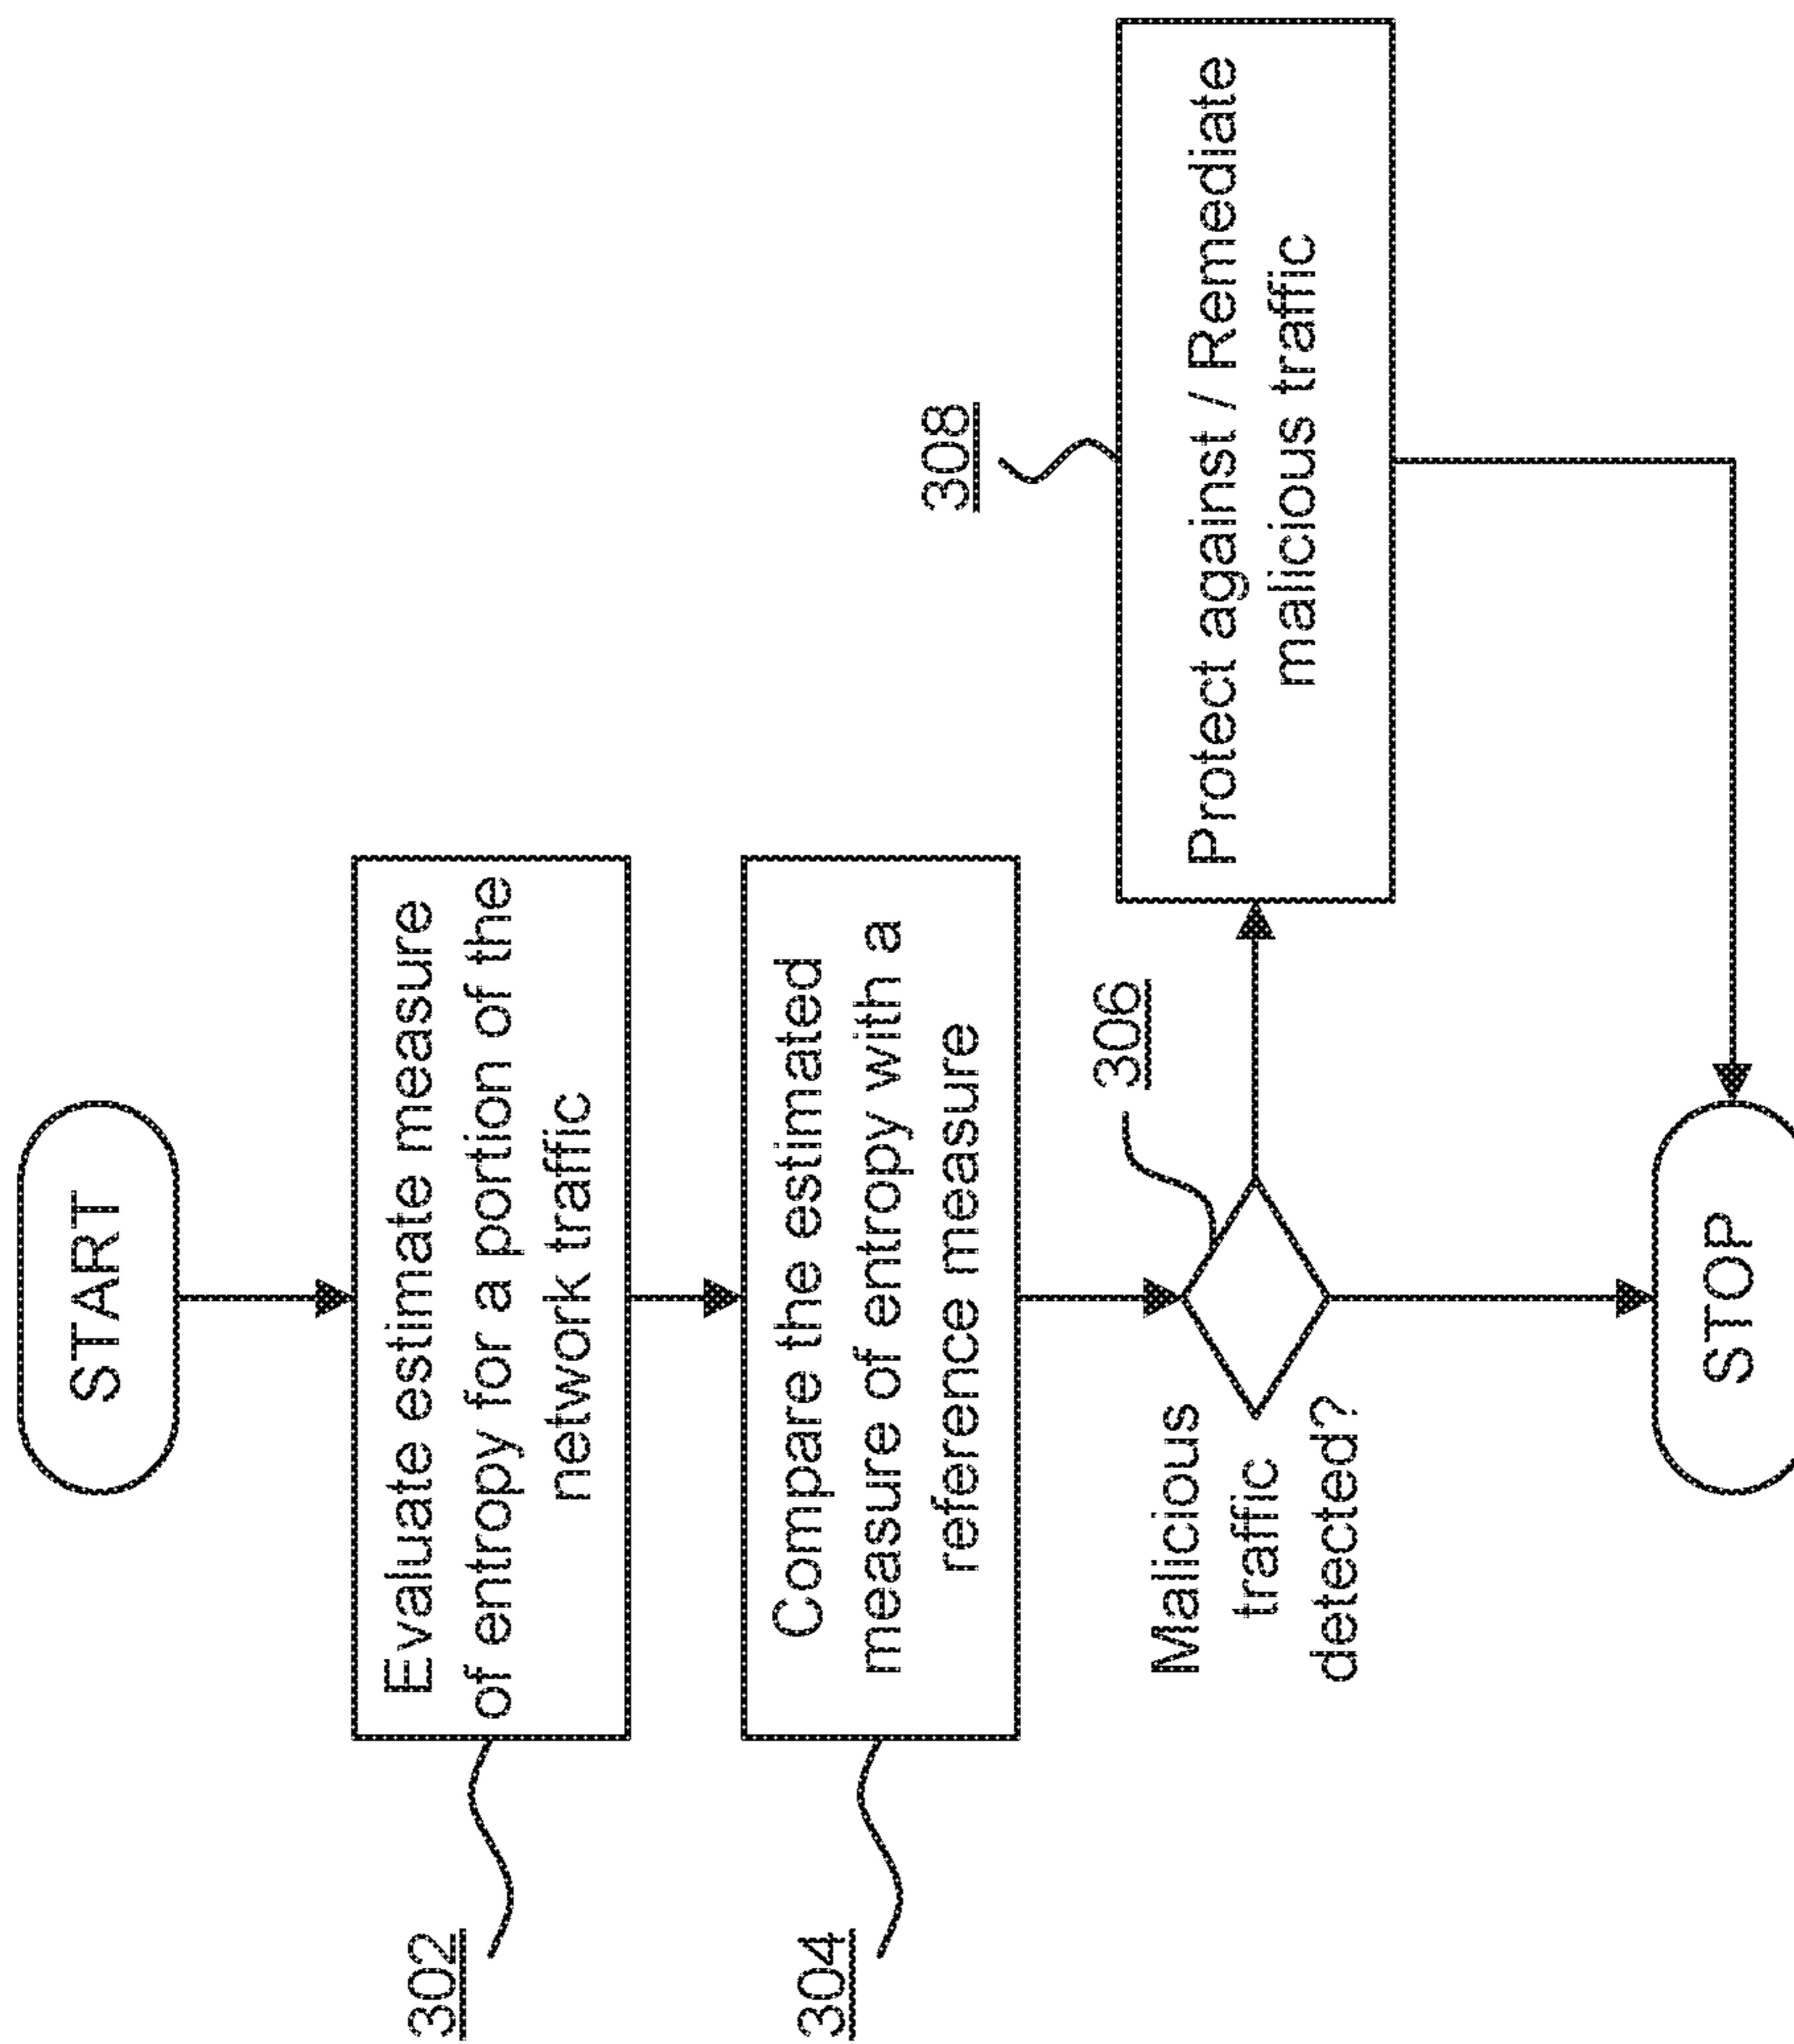 START
302
Evaluate estimate measure
of entropy for a portion of the
network traffic
304
Compare the estimated
measure of entropy with a
reference measure
306
Malicious
traffic
detected?
308
Protect against / Remediate
malicious traffic
STOP